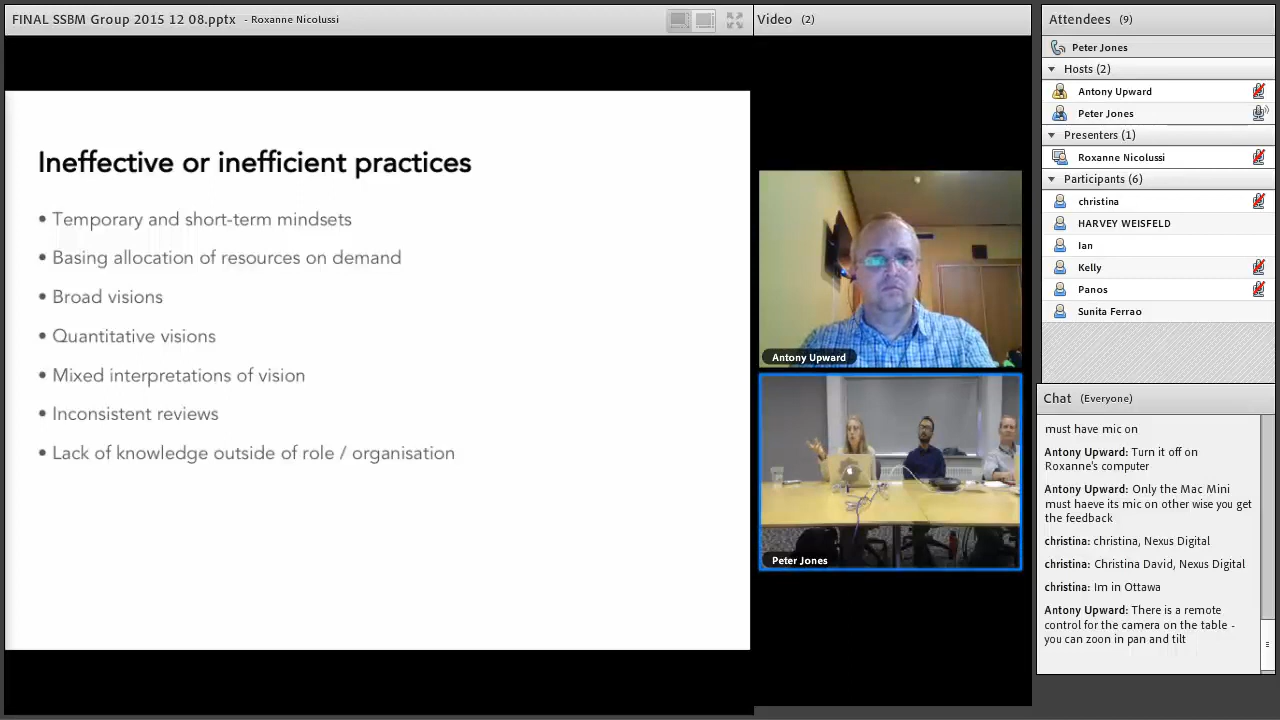 FINAL SSBM Group 2015 12 08.pptx - Roxanne Nicolussi
Ineffective or inefficient practices
• Temporary and short-term mindsets
• Basing allocation of resources on demand
• Broad visions
• Quantitative visions
• Mixed interpretations of vision
• Inconsistent reviews
• Lack of knowledge outside of role / organisation
Video (2)
Antony Upward
Peter Jones
Attendees (9)
Peter Jones
Hosts (2)
Antony Upward
Peter Jones
Presenters (1)
Roxanne Nicolussi
Participants (6)
christina
HARVEY WEISFELD
Ian
Kelly
Panos
Sunita Ferrao
Chat (Everyone)
must have mic on
Antony Upward: Turn it off on
Roxanne's computer
Antony Upward: Only the Mac Mini
must haeve its mic on other wise you get
the feedback
christina: christina, Nexus Digital
christina: Christina David, Nexus Digital
christina: Im in Ottawa
Antony Upward: There is a remote
control for the camera on the table -
you can zoon in pan and tilt